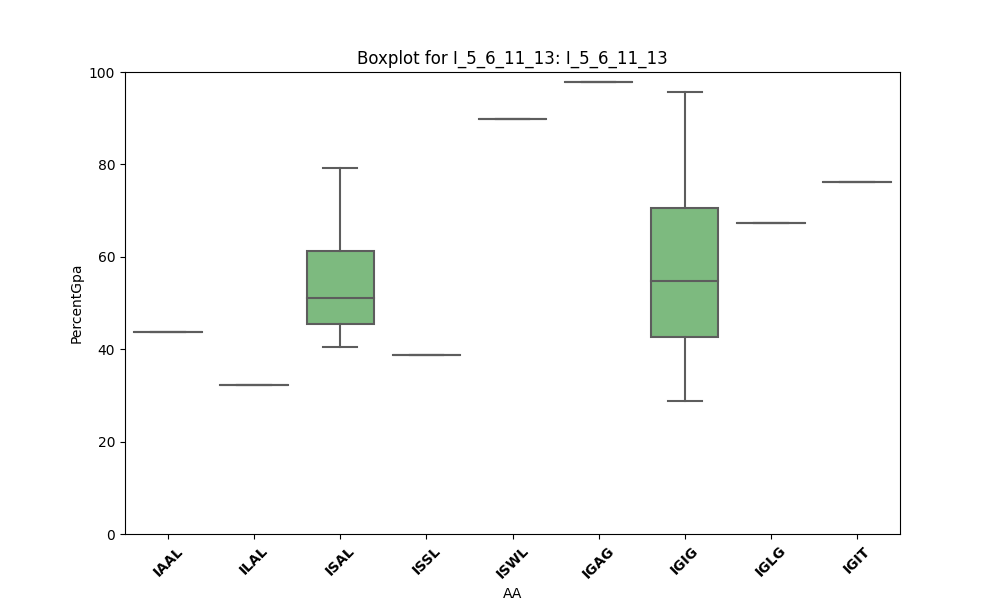 Boxplot for I_5_6_11_13: I_5_6_11_13
100
80
60
40
20
0
PercentGpa
IAAL
ILAL
ISAL
ISSL
ISWL
IGAG
IGIG
IGLG
IGIT
AA